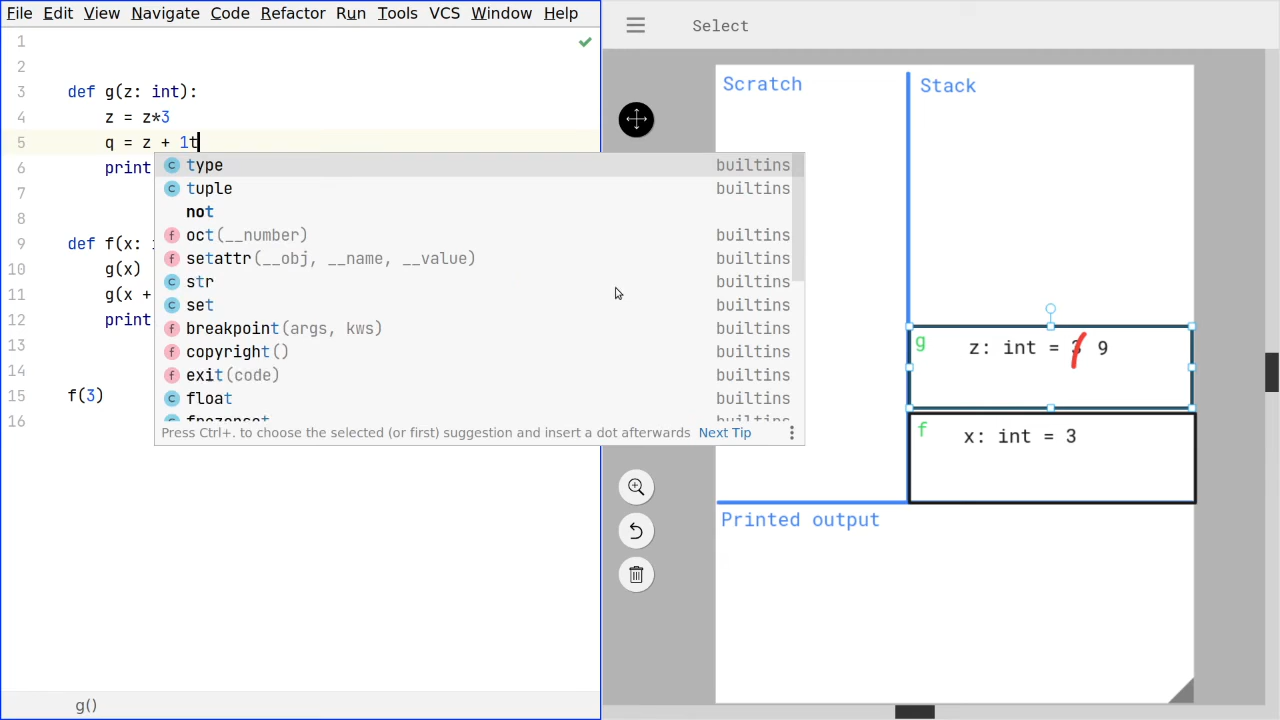 File Edit View Navigate Code Refactor Run Tools VCS Window Help
Select
1
2
3 def g(z: int):
4 z = z*3
5 q = z + 1t
6 print
7
8
9 def f(x:
10 g(x)
11 g(x +
12 print
13
14
15 f(3)
16
type builtins
tuple builtins
not
oct(__number) builtins
setattr(__obj, __name, __value) builtins
str builtins
set builtins
breakpoint(args, kws) builtins
copyright() builtins
exit(code) builtins
float builtins
frozenset builtins
Press Ctrl+. to choose the selected (or first) suggestion and insert a dot afterwards Next Tip
g()
Scratch
Stack
g z: int = 3 9
f x: int = 3
Printed output